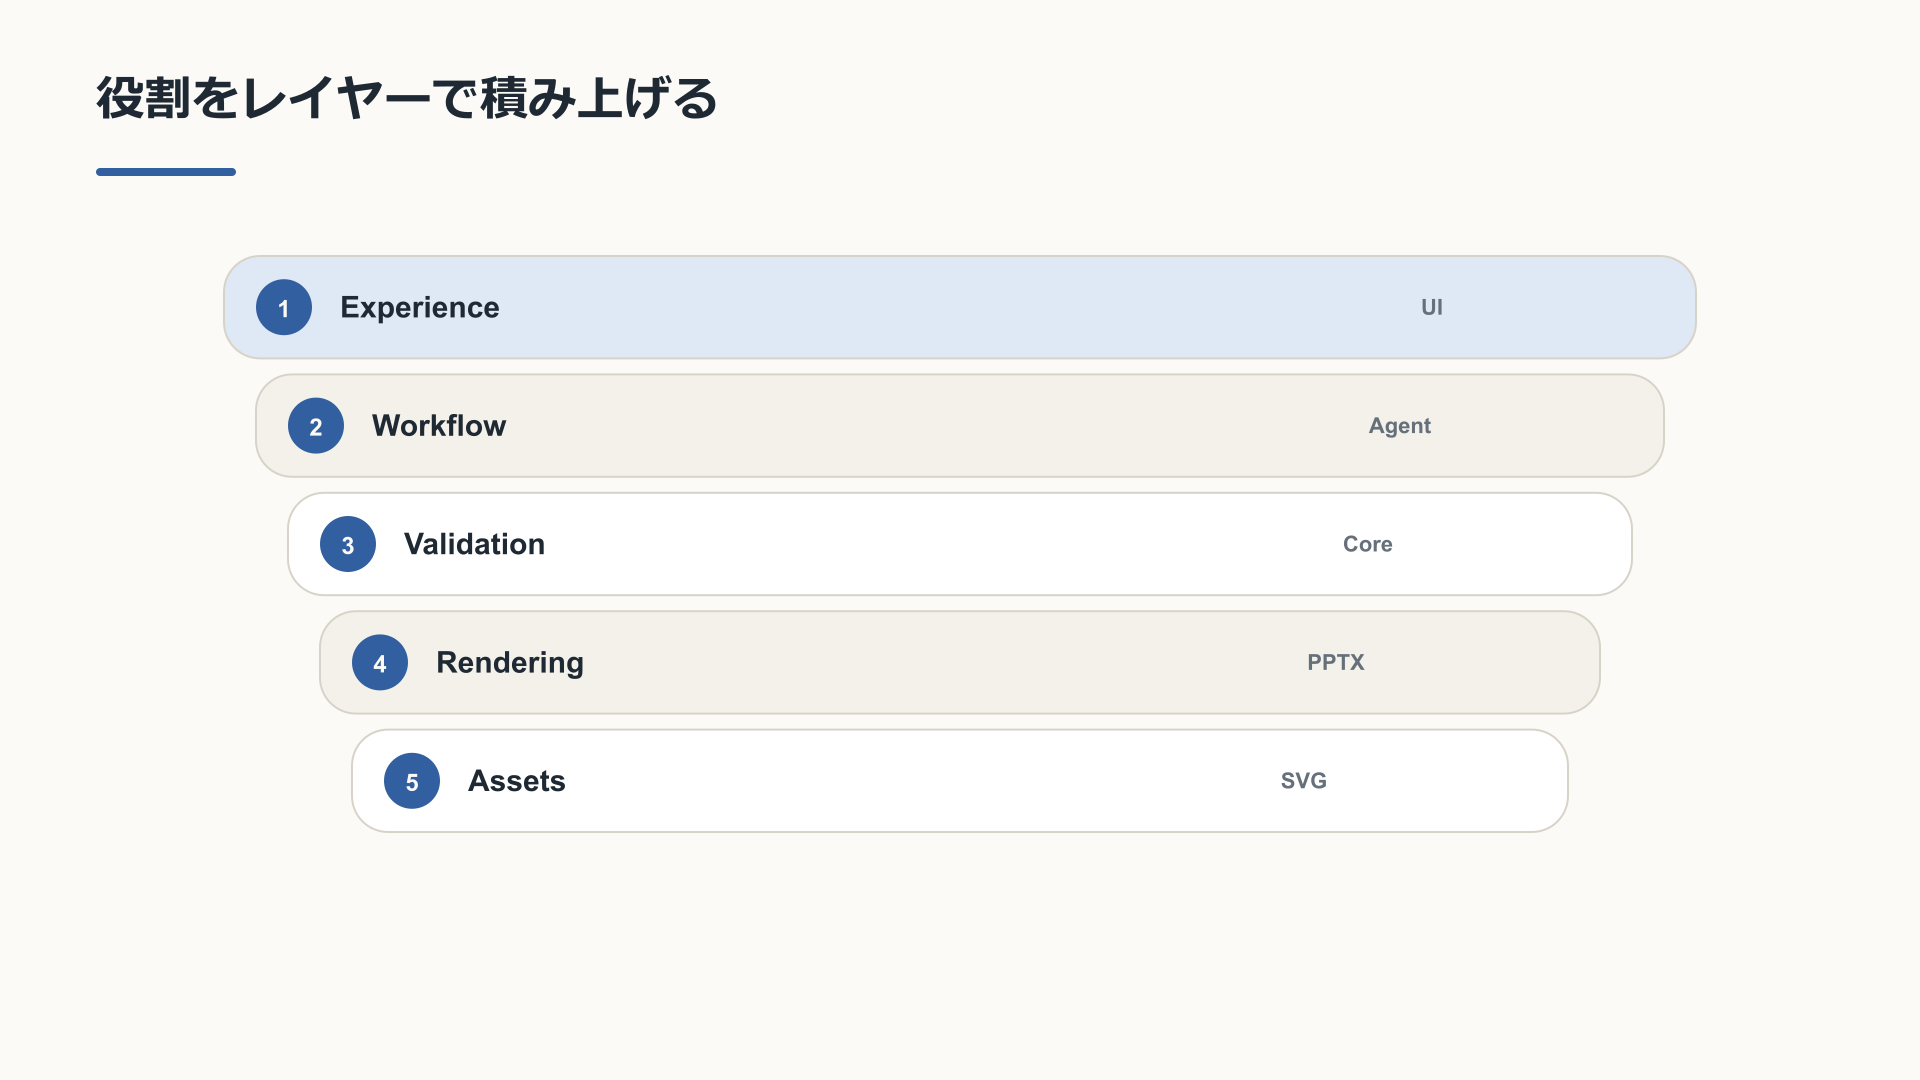 役割をレイヤーで積み上げる
1 Experience UI
2 Workflow Agent
3 Validation Core
4 Rendering PPTX
5 Assets SVG